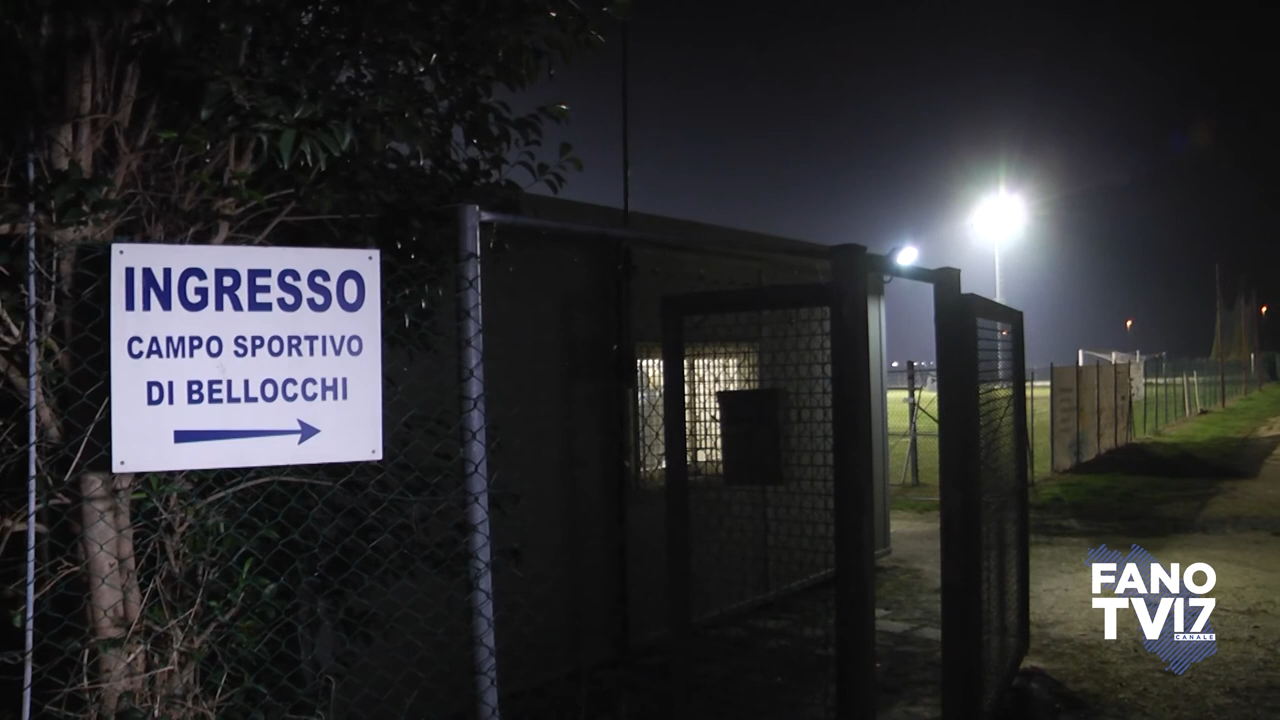 INGRESSO
CAMPO SPORTIVO
DI BELLOCCHI
FANO
TV17
CANALE